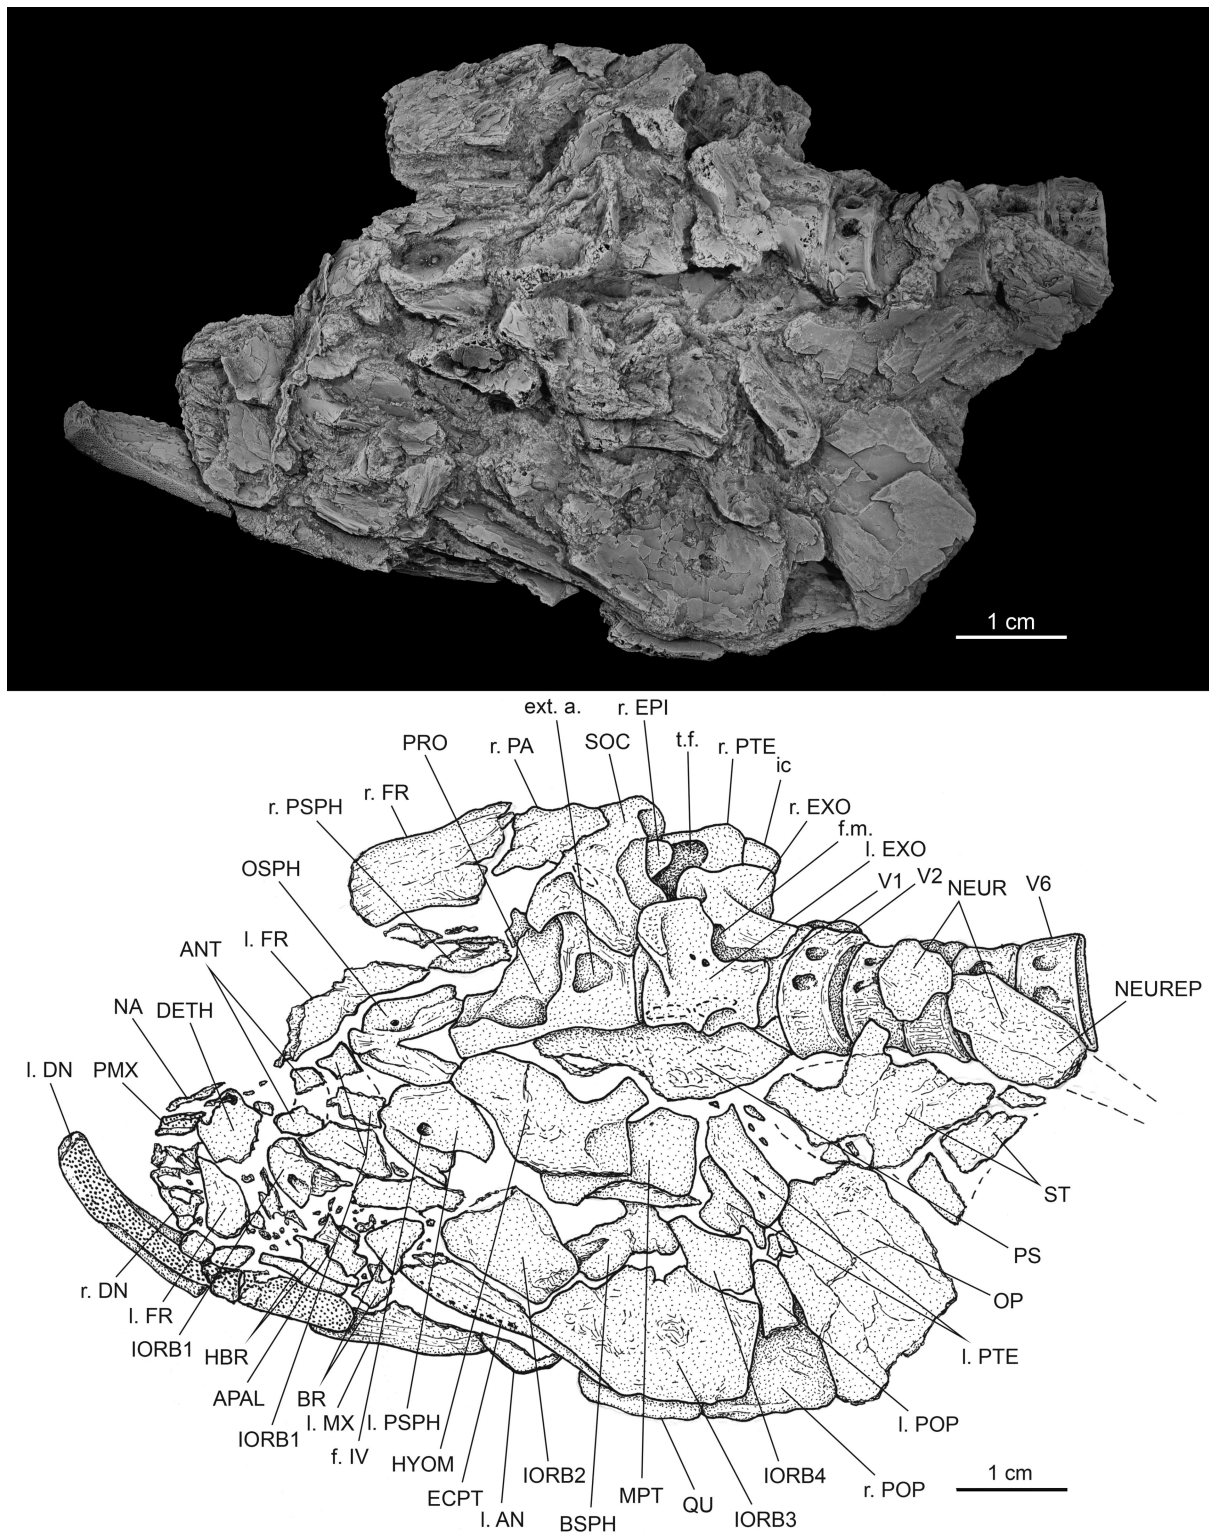 1 cm
ext. a.
r. EPI
PRO
r. PA
SOC
t.f.
r. PTE
ic
r. PSPH
r. FR
r. EXO
f.m.
l. EXO
OSPH
V1
V2
NEUR
V6
ANT
l. FR
NA
DETH
NEUREP
l. DN
PMX
ST
PS
r. DN
OP
l. FR
IORB1
HBR
l. PTE
APAL
BR
IORB1
l. MX
l. PSPH
l. POP
f. IV
HYOM
IORB2
IORB4
1 cm
ECPT
MPT
QU
r. POP
l. AN
BSPH
IORB3